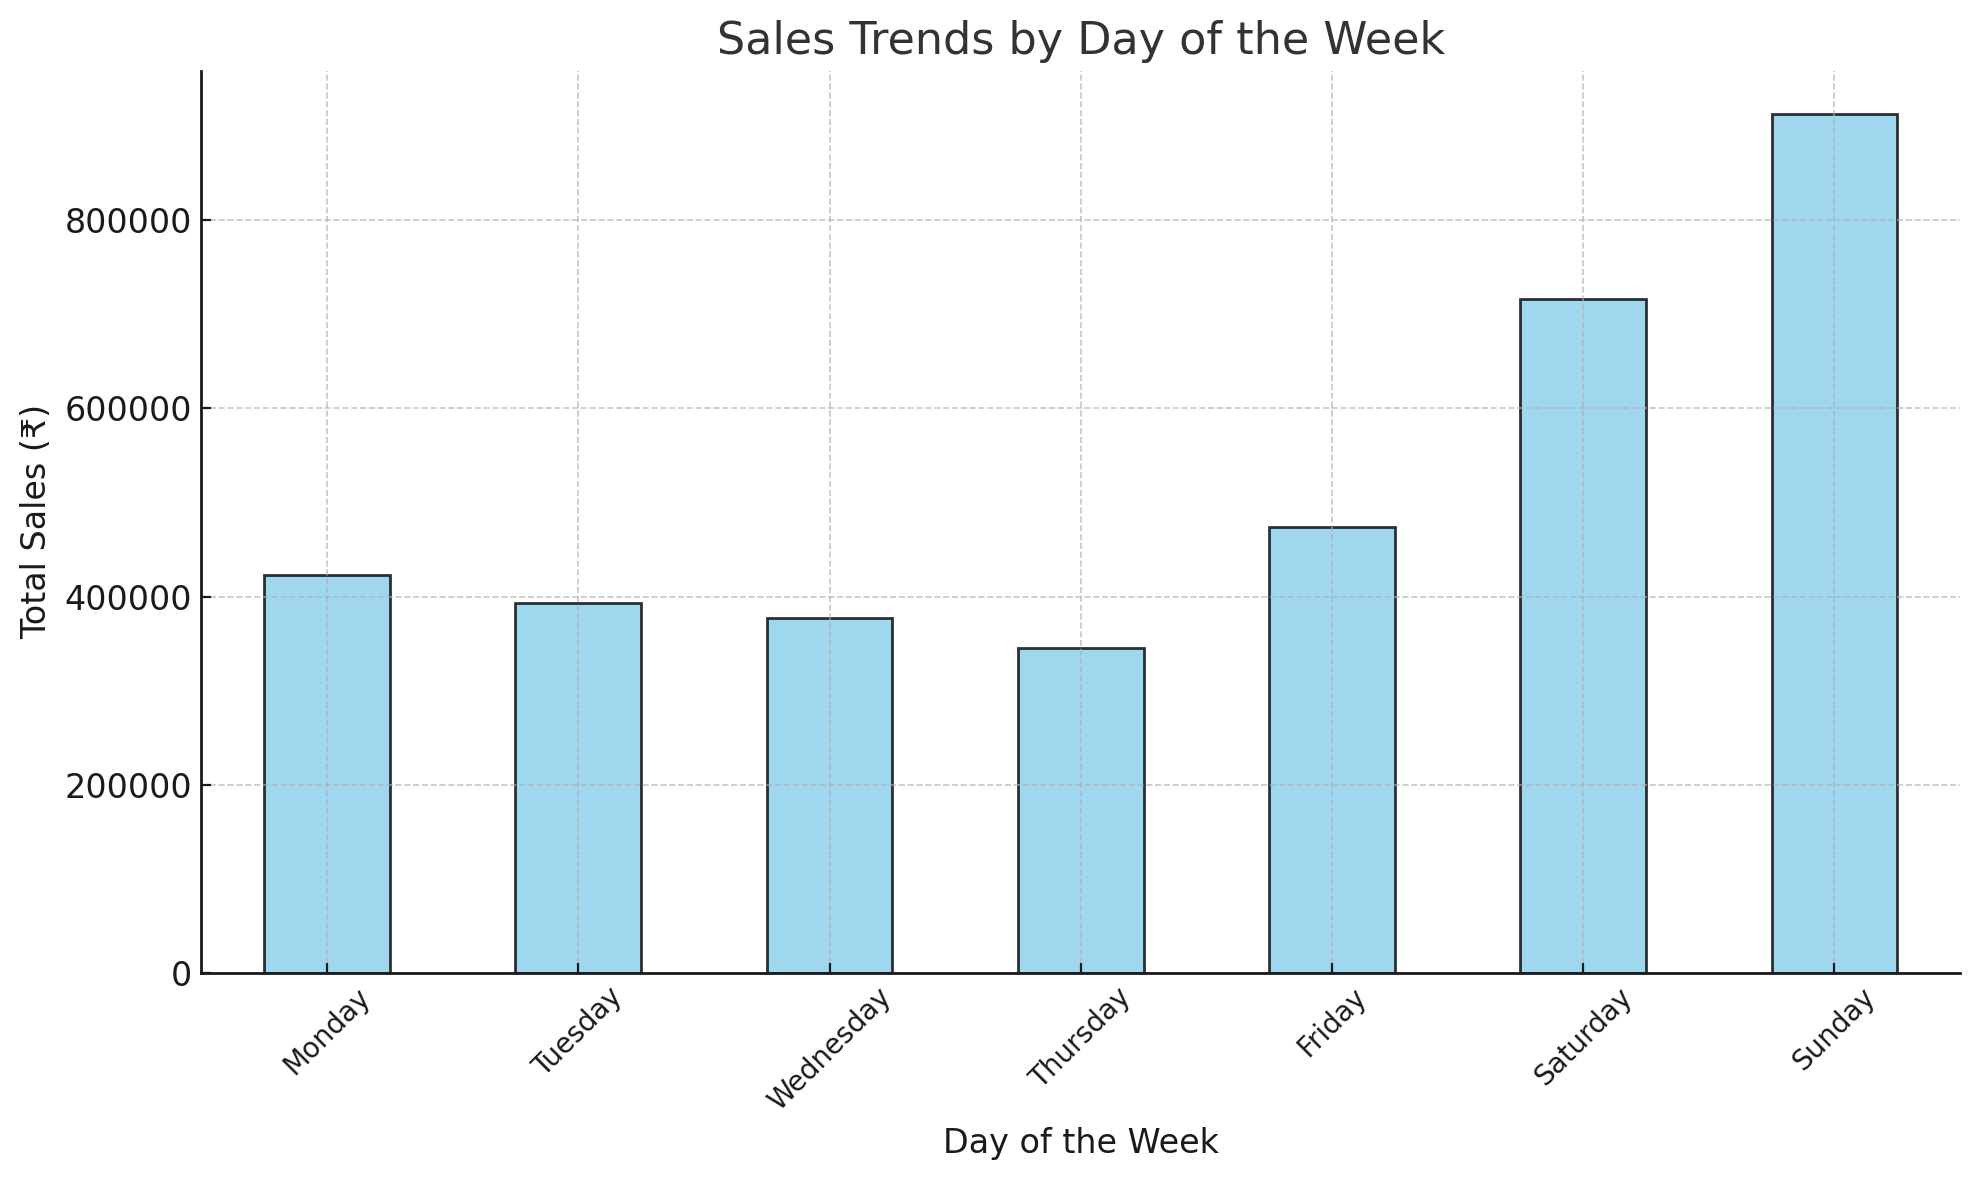 Sales Trends by Day of the Week
Total Sales (₹)
800000
600000
400000
200000
0
Monday
Tuesday
Wednesday
Thursday
Friday
Saturday
Sunday
Day of the Week